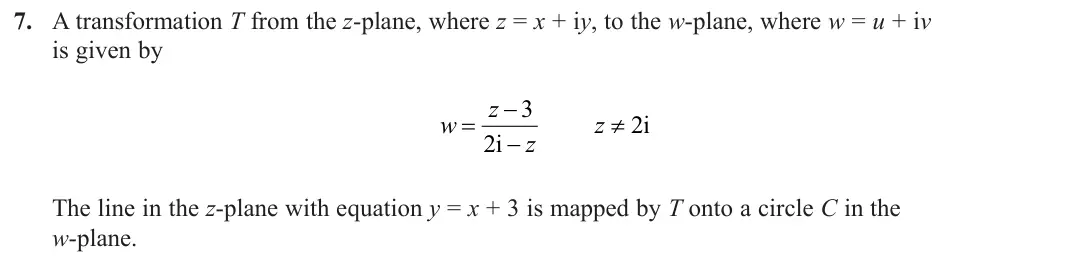 7. A transformation T from the z-plane, where z = x + iy, to the w-plane, where w = u + iv
is given by
w = \frac{z-3}{2i-z} z ≠ 2i
The line in the z-plane with equation y = x + 3 is mapped by T onto a circle C in the
w-plane.